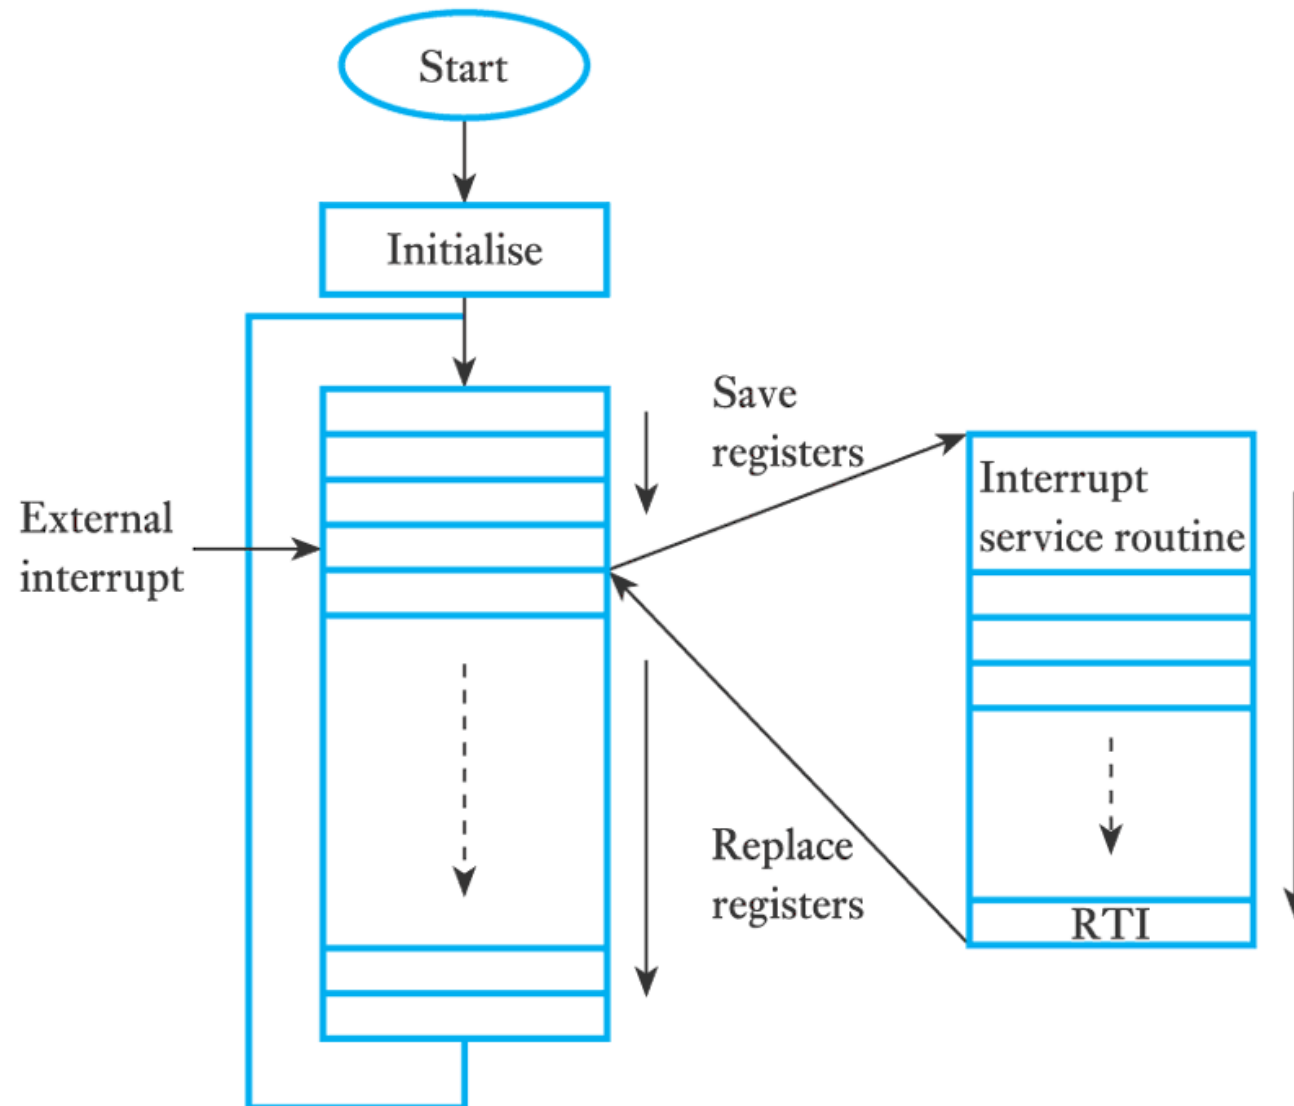 Start
Initialise
Save
registers
External
interrupt
Interrupt
service routine
Replace
registers
RTI